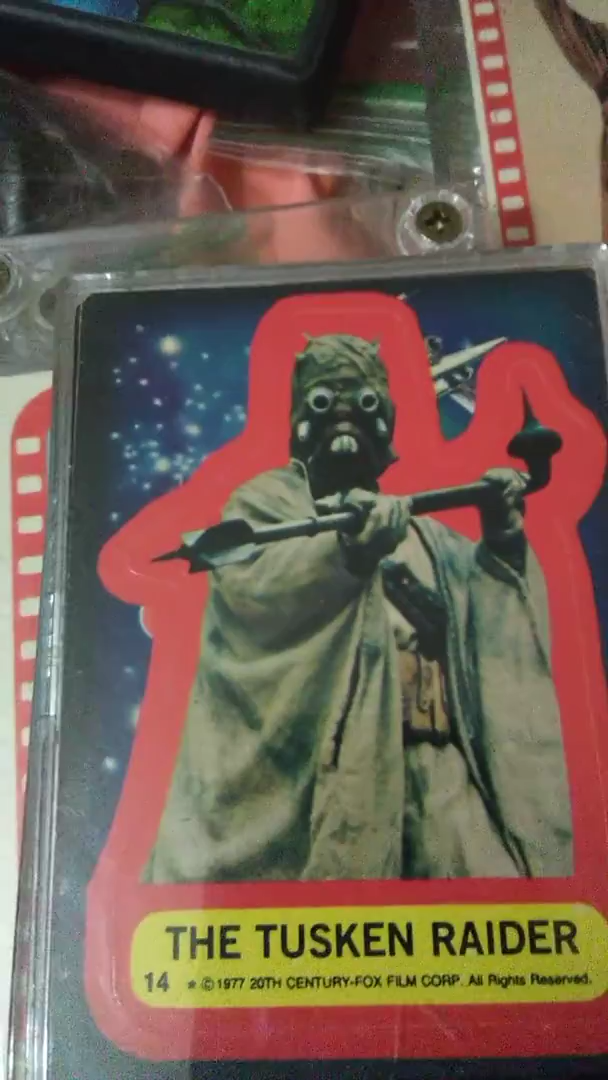 THE TUSKEN RAIDER
14 * ©1977 20TH CENTURY-FOX FILM CORP. All Rights Reserved.